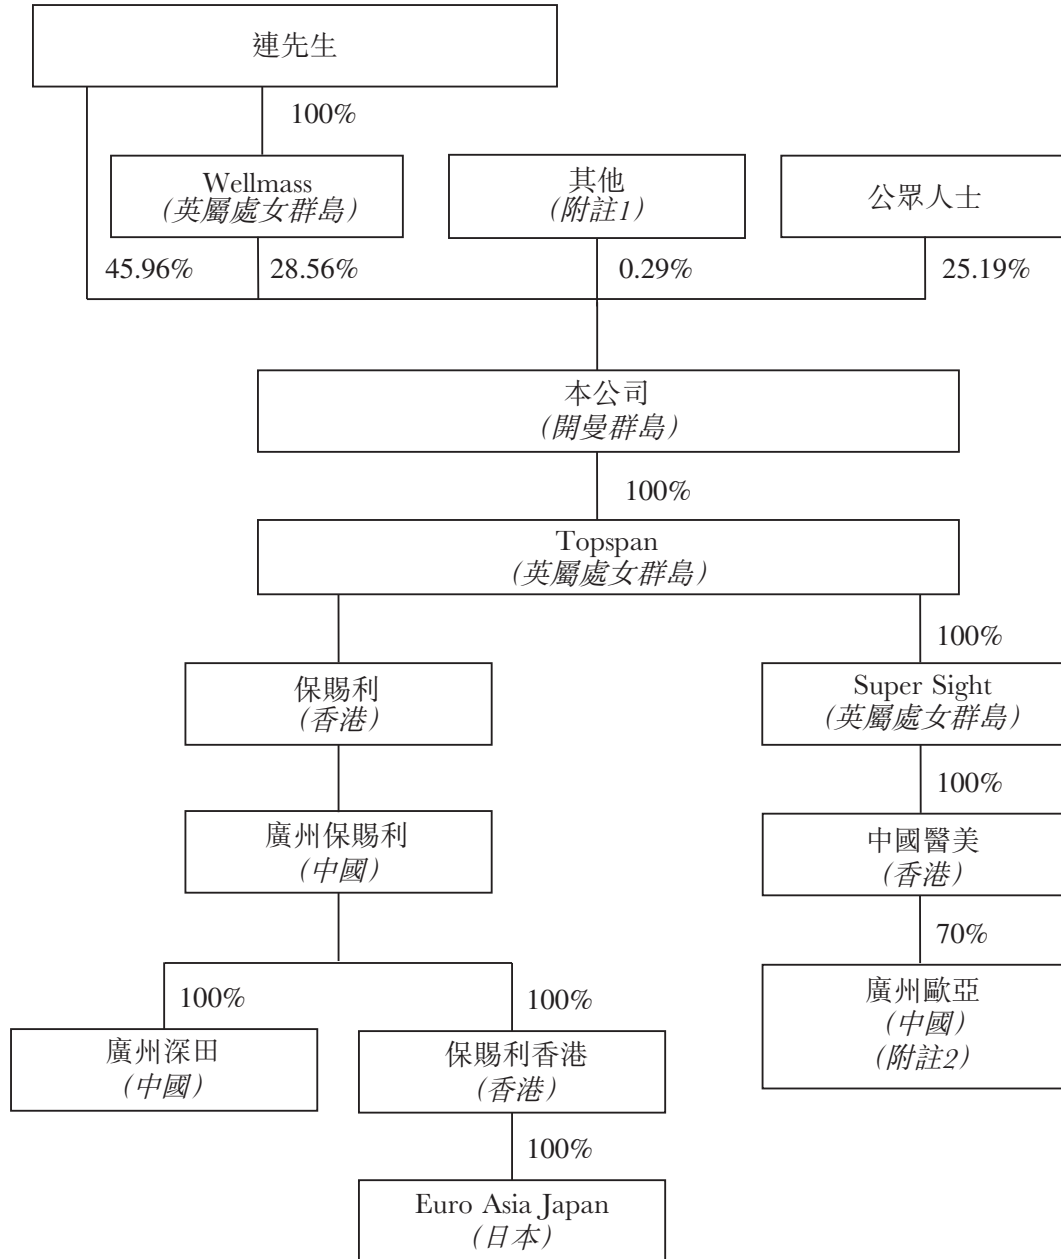 連先生
100%
Wellmass
（英屬處女群島）
其他
（附註1）
公眾人士
45.96%
28.56%
0.29%
25.19%
本公司
（開曼群島）
100%
Topspan
（英屬處女群島）
100%
保賜利
（香港）
Super Sight
（英屬處女群島）
100%
廣州保賜利
（中國）
中國醫美
（香港）
70%
100%
100%
廣州歐亞
（中國）
（附註2）
廣州深田
（中國）
保賜利香港
（香港）
100%
Euro Asia Japan
（日本）